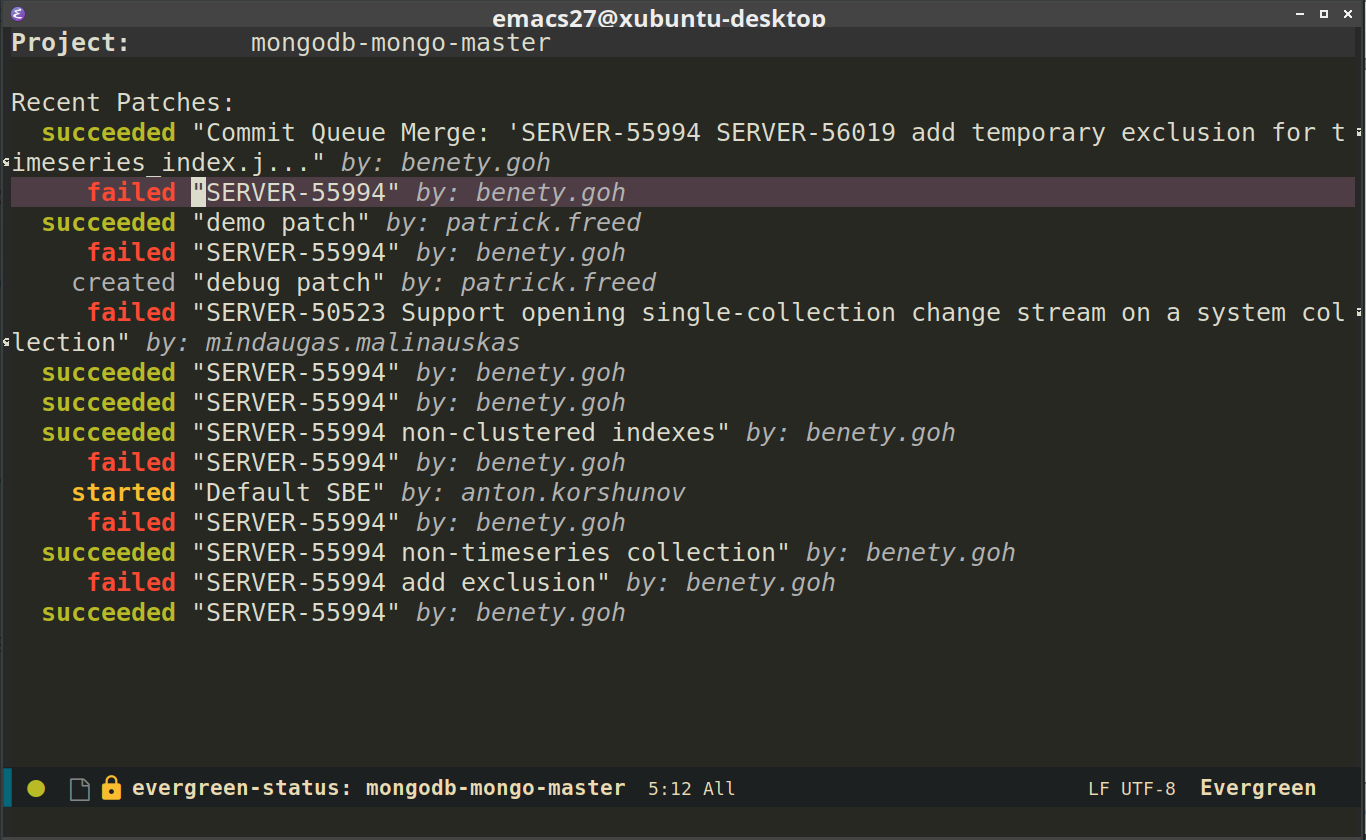 emacs27@xubuntu-desktop
Project: mongodb-mongo-master
Recent Patches:
succeeded "Commit Queue Merge: 'SERVER-55994 SERVER-56019 add temporary exclusion for t
imeseries_index.j..." by: benety.goh
failed "SERVER-55994" by: benety.goh
succeeded "demo patch" by: patrick.freed
failed "SERVER-55994" by: benety.goh
created "debug patch" by: patrick.freed
failed "SERVER-50523 Support opening single-collection change stream on a system col
lection" by: mindaugas.malinauskas
succeeded "SERVER-55994" by: benety.goh
succeeded "SERVER-55994" by: benety.goh
succeeded "SERVER-55994 non-clustered indexes" by: benety.goh
failed "SERVER-55994" by: benety.goh
started "Default SBE" by: anton.korshunov
failed "SERVER-55994" by: benety.goh
succeeded "SERVER-55994 non-timeseries collection" by: benety.goh
failed "SERVER-55994 add exclusion" by: benety.goh
succeeded "SERVER-55994" by: benety.goh
evergreen-status: mongodb-mongo-master 5:12 All LF UTF-8 Evergreen